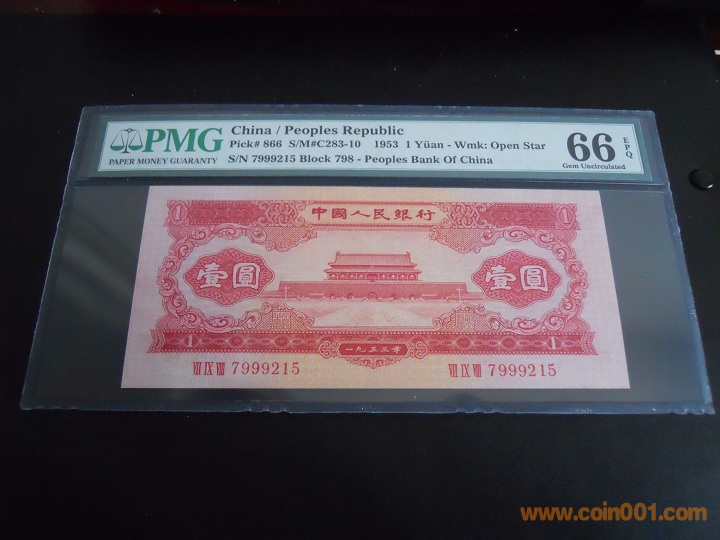 PMG
PAPER MONEY GUARANTY
China / Peoples Republic
Pick# 866 S/M#C283-10 1953 1 Yüan - Wmk: Open Star
S/N 7999215 Block 798 - Peoples Bank Of China
66 EPQ
Gem Uncirculated
1 中國人民銀行 1
壹圓 壹圓
1 一九五三年 1
Ⅶ Ⅸ Ⅷ 7999215 Ⅶ Ⅸ Ⅷ 7999215
www.coin001.com